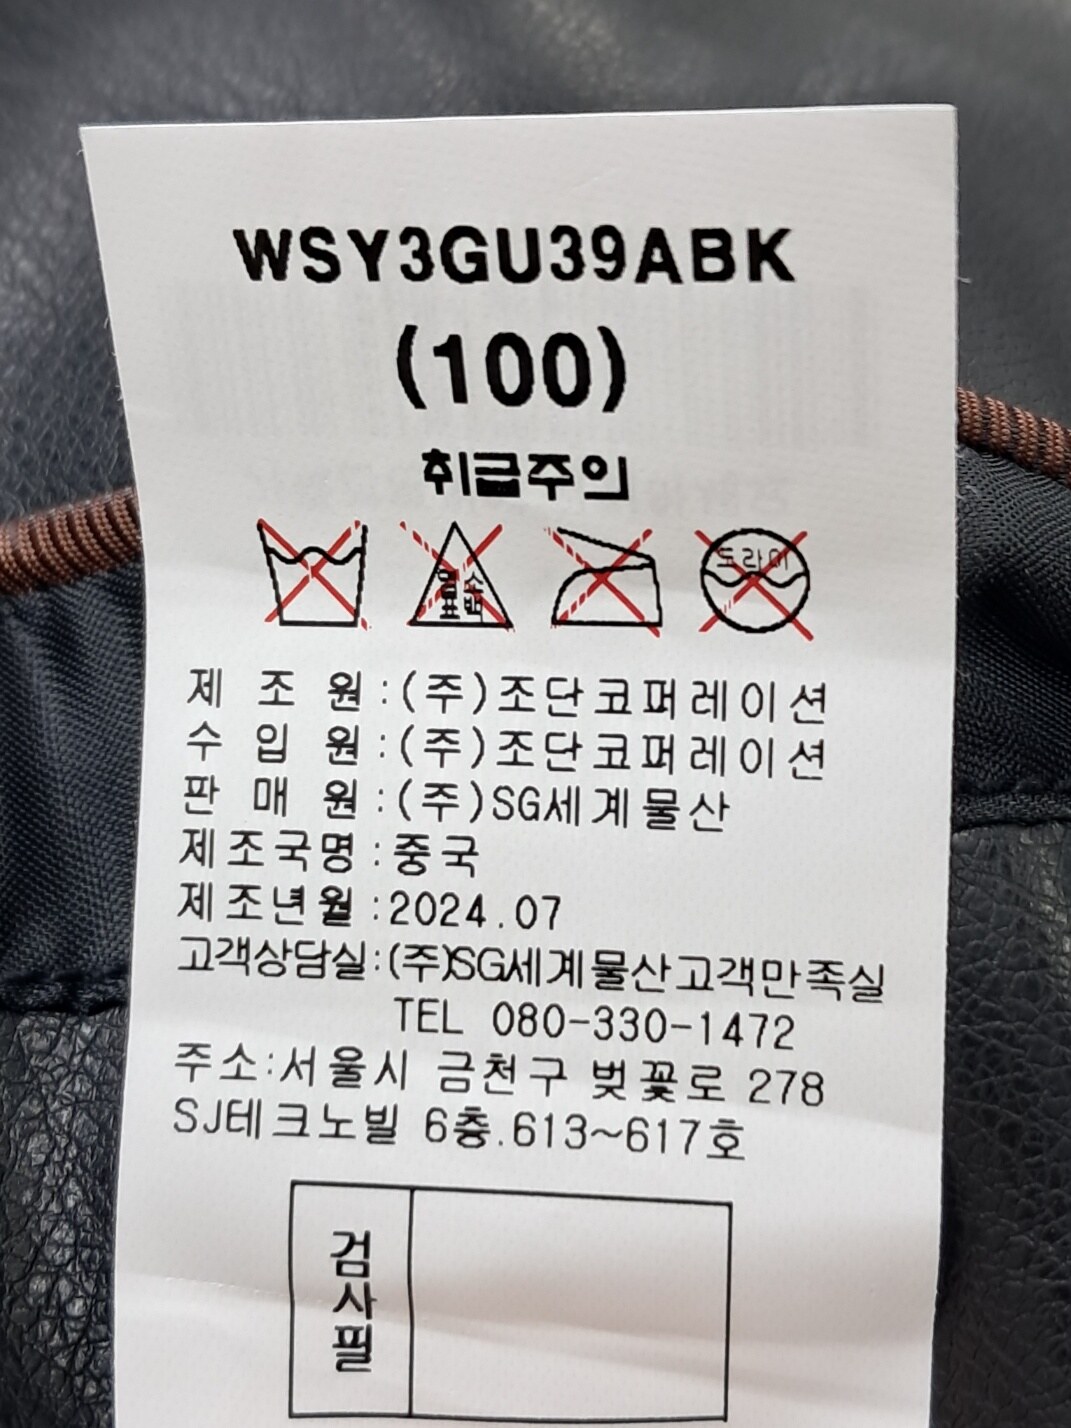 WSY3GU39ABK
(100)
취급주의
염소
표백
드라이
제 조 원:(주)조단코퍼레이션
수 입 원:(주)조단코퍼레이션
판 매 원:(주)SG세계물산
제조국명:중국
제조년월:2024.07
고객상담실:(주)SG세계물산고객만족실
TEL 080-330-1472
주소:서울시 금천구 벚꽃로 278
SJ테크노빌 6층.613~617호
검사필